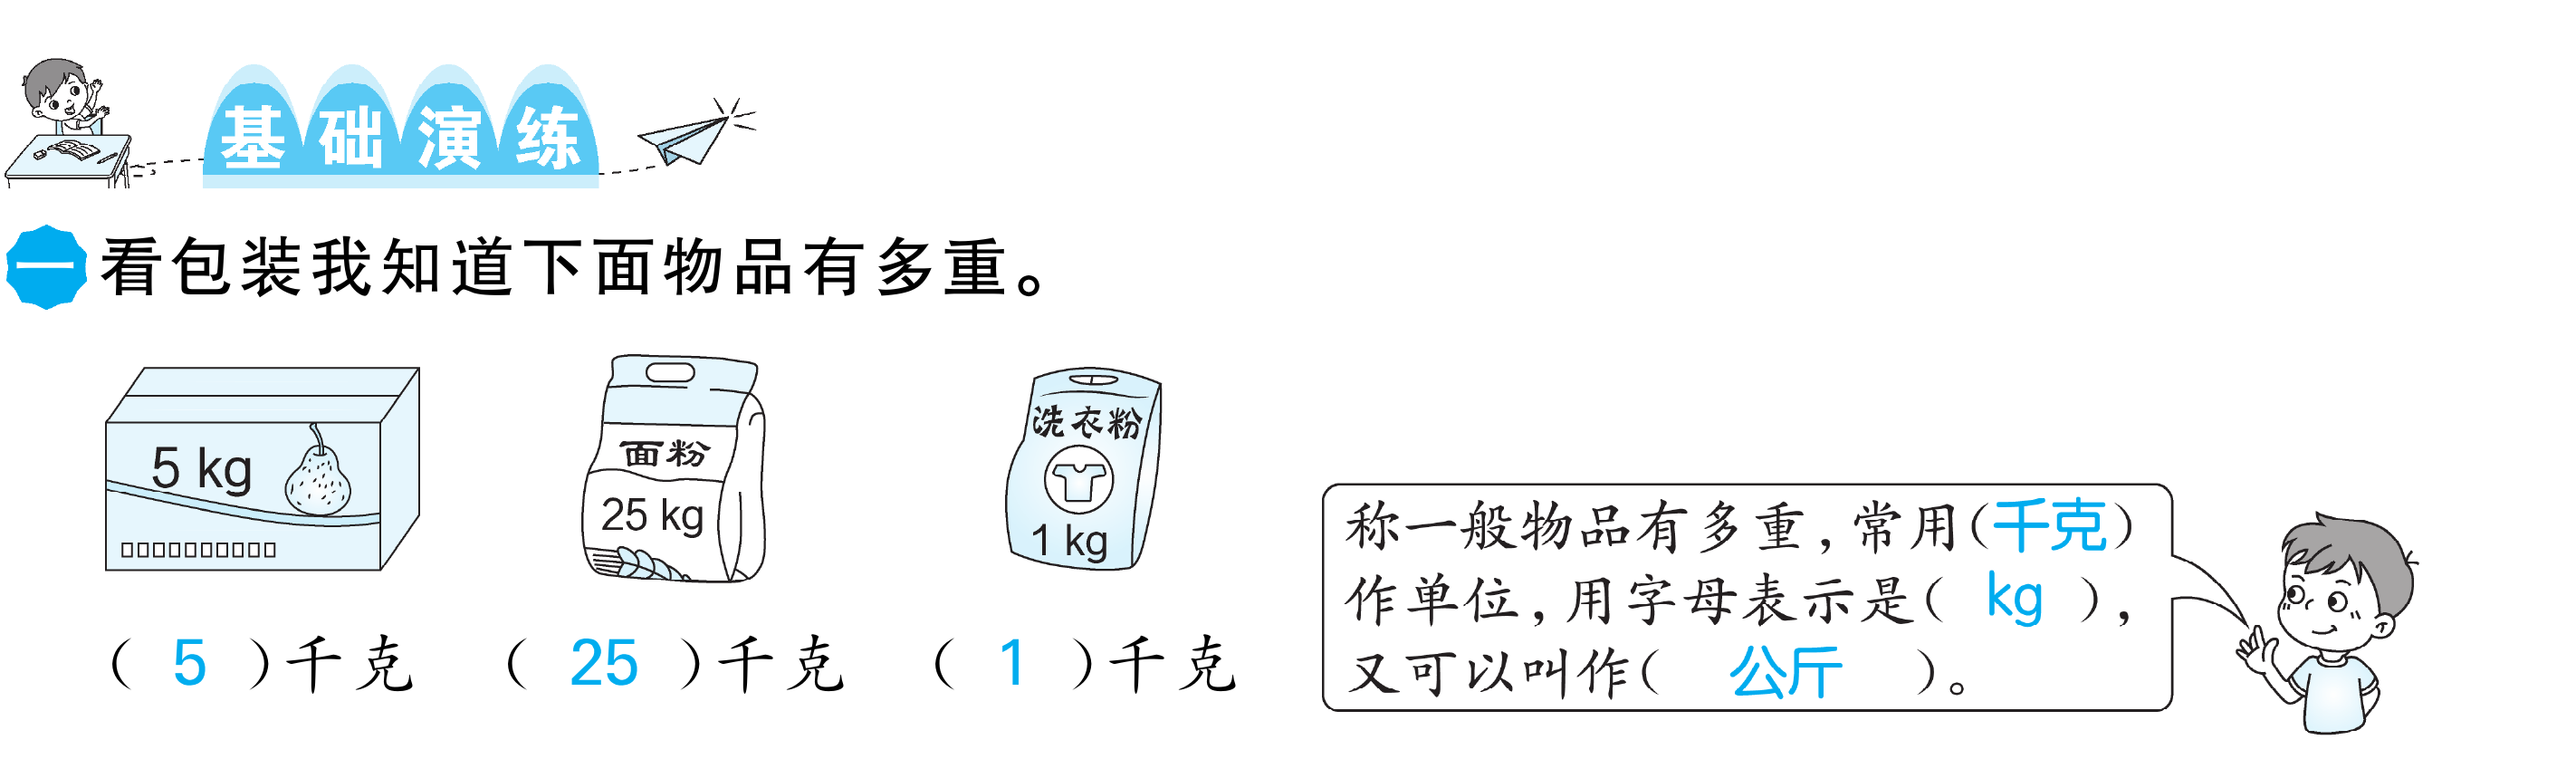 基础演练
一 看包装我知道下面物品有多重。
5 kg
面粉
25 kg
洗衣粉
1 kg
( 5 )千克 ( 25 )千克 ( 1 )千克
称一般物品有多重,常用(千克)
作单位,用字母表示是( kg ),
又可以叫作( 公斤 )。